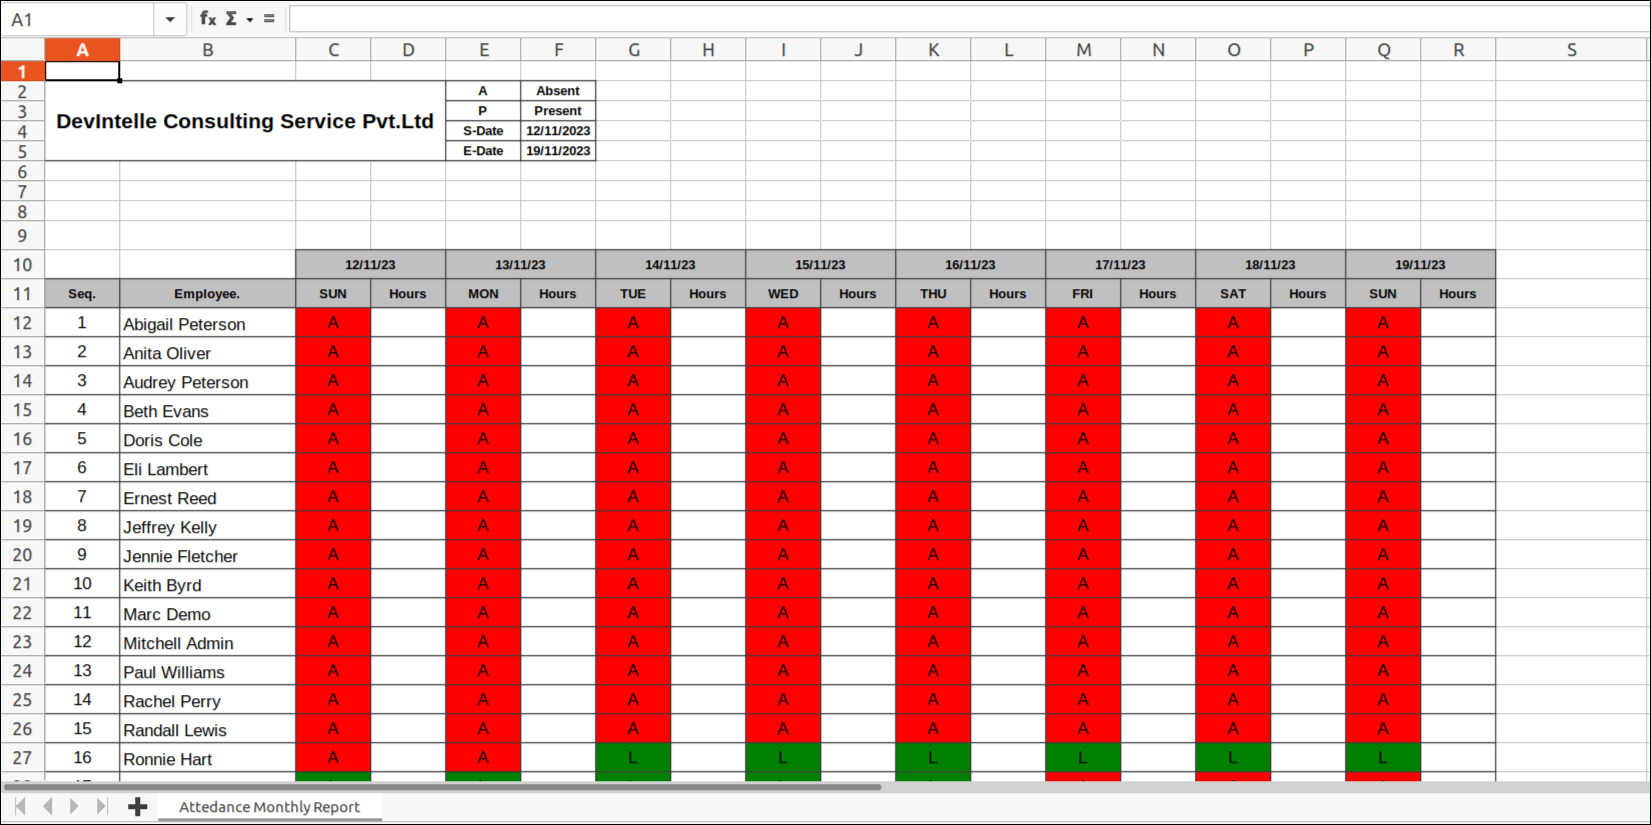 A1 fx Σ =
A B C D E F G H I J K L M N O P Q R S
1
2 A Absent
3 DevIntelle Consulting Service Pvt.Ltd P Present
4 S-Date 12/11/2023
5 E-Date 19/11/2023
6
7
8
9
10 12/11/23 13/11/23 14/11/23 15/11/23 16/11/23 17/11/23 18/11/23 19/11/23
11 Seq. Employee. SUN Hours MON Hours TUE Hours WED Hours THU Hours FRI Hours SAT Hours SUN Hours
12 1 Abigail Peterson A A A A A A A A
13 2 Anita Oliver A A A A A A A A
14 3 Audrey Peterson A A A A A A A A
15 4 Beth Evans A A A A A A A A
16 5 Doris Cole A A A A A A A A
17 6 Eli Lambert A A A A A A A A
18 7 Ernest Reed A A A A A A A A
19 8 Jeffrey Kelly A A A A A A A A
20 9 Jennie Fletcher A A A A A A A A
21 10 Keith Byrd A A A A A A A A
22 11 Marc Demo A A A A A A A A
23 12 Mitchell Admin A A A A A A A A
24 13 Paul Williams A A A A A A A A
25 14 Rachel Perry A A A A A A A A
26 15 Randall Lewis A A A A A A A A
27 16 Ronnie Hart A A L L L L L L
Attedance Monthly Report